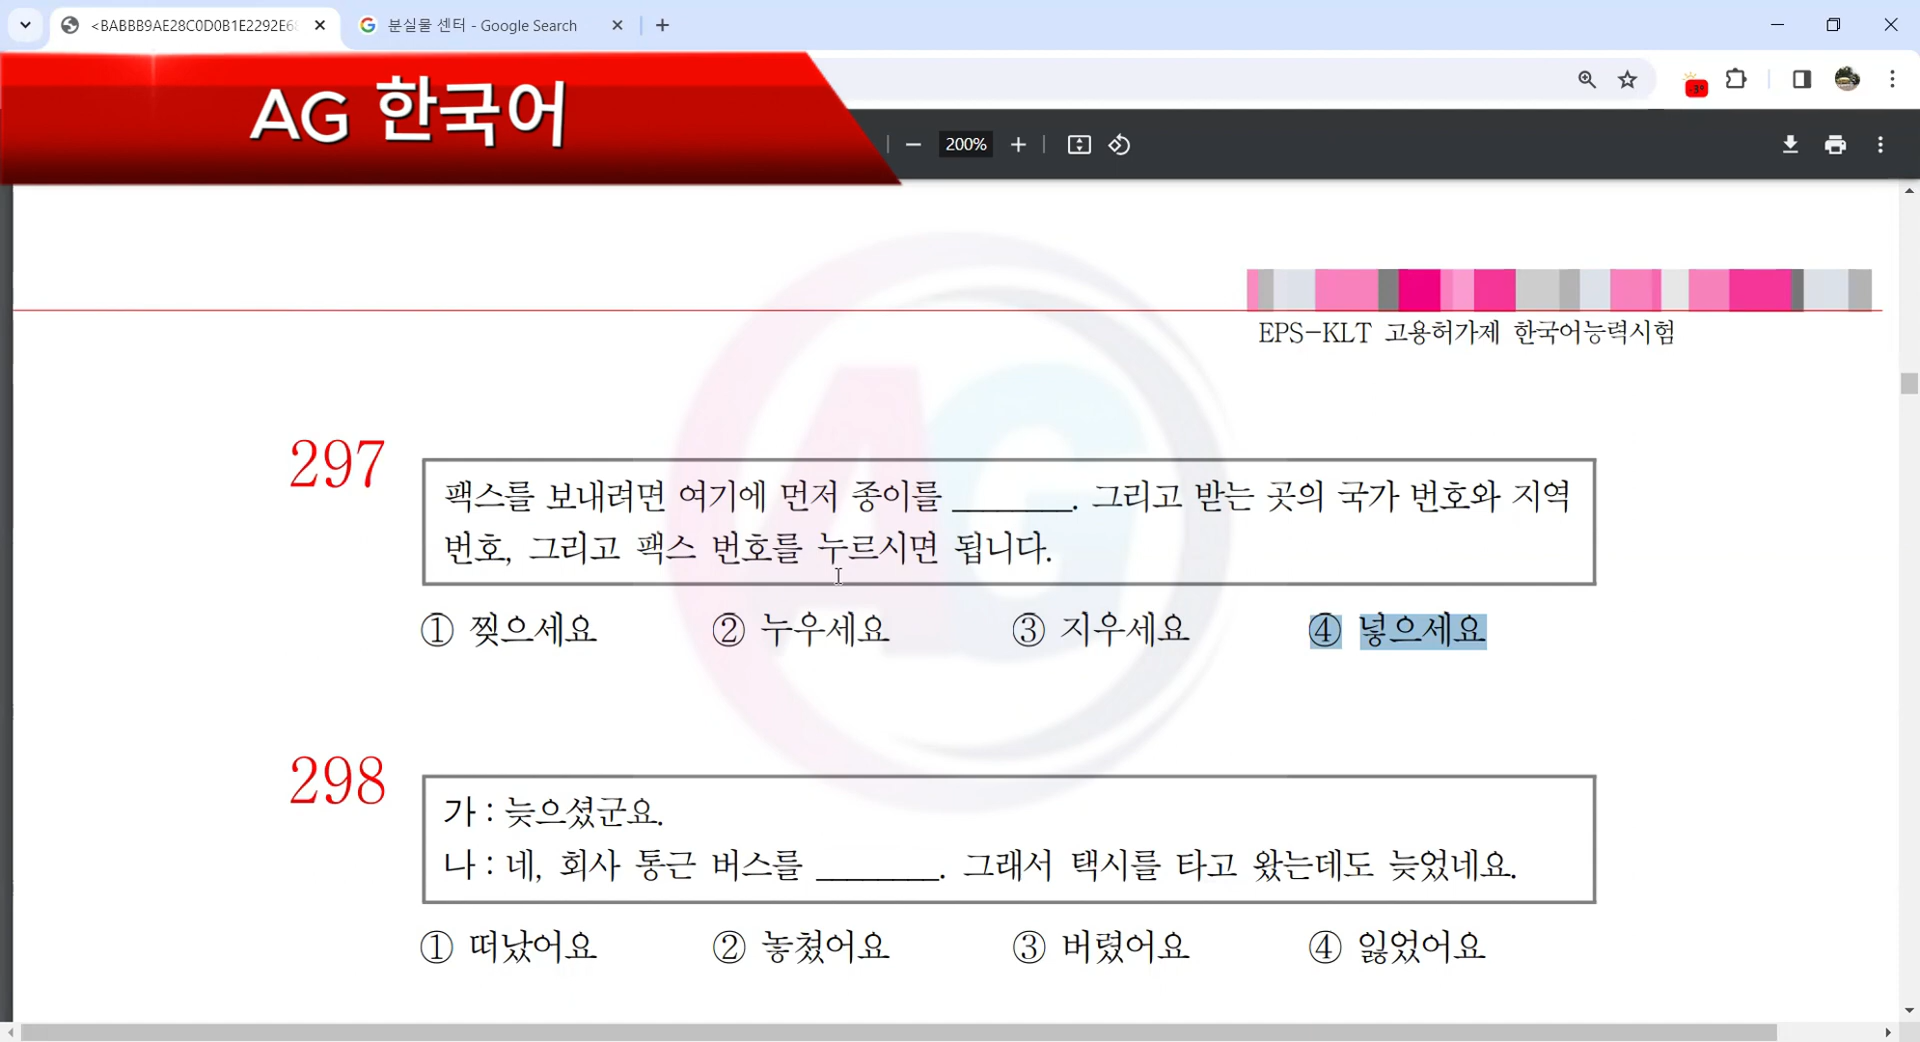 <BABBB9AE28C0D0B1E2292E6
분실물 센터 - Google Search
AG 한국어
-3°
200%
EPS-KLT 고용허가제 한국어능력시험
297
팩스를 보내려면 여기에 먼저 종이를 ________. 그리고 받는 곳의 국가 번호와 지역
번호, 그리고 팩스 번호를 누르시면 됩니다.
① 찢으세요 ② 누우세요 ③ 지우세요 ④ 넣으세요
298
가 : 늦으셨군요.
나 : 네, 회사 통근 버스를 ________. 그래서 택시를 타고 왔는데도 늦었네요.
① 떠났어요 ② 놓쳤어요 ③ 버렸어요 ④ 잃었어요
AG